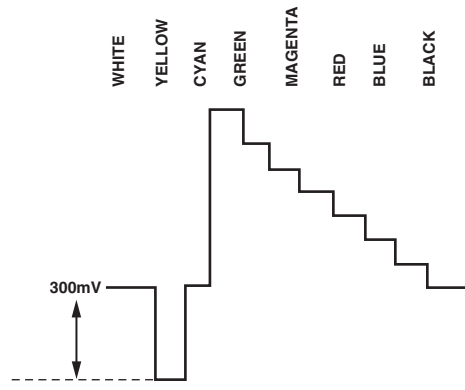 WHITE
YELLOW
CYAN
GREEN
MAGENTA
RED
BLUE
BLACK
300mV